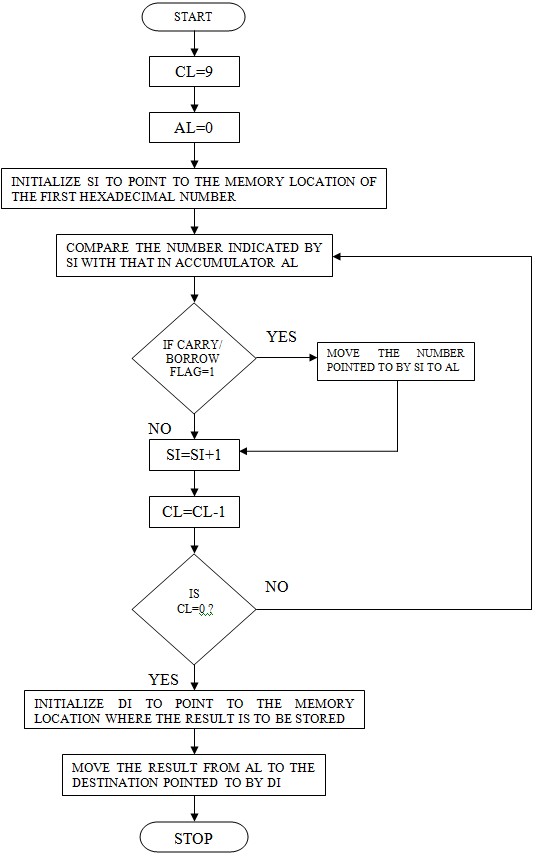 START
CL=9
AL=0
INITIALIZE SI TO POINT TO THE MEMORY LOCATION OF
THE FIRST HEXADECIMAL NUMBER
COMPARE THE NUMBER INDICATED BY
SI WITH THAT IN ACCUMULATOR AL
IF CARRY/
BORROW
FLAG=1
YES
MOVE THE NUMBER
POINTED TO BY SI TO AL
NO
SI=SI+1
CL=CL-1
IS
CL=0 ?
NO
YES
INITIALIZE DI TO POINT TO THE MEMORY
LOCATION WHERE THE RESULT IS TO BE STORED
MOVE THE RESULT FROM AL TO THE
DESTINATION POINTED TO BY DI
STOP